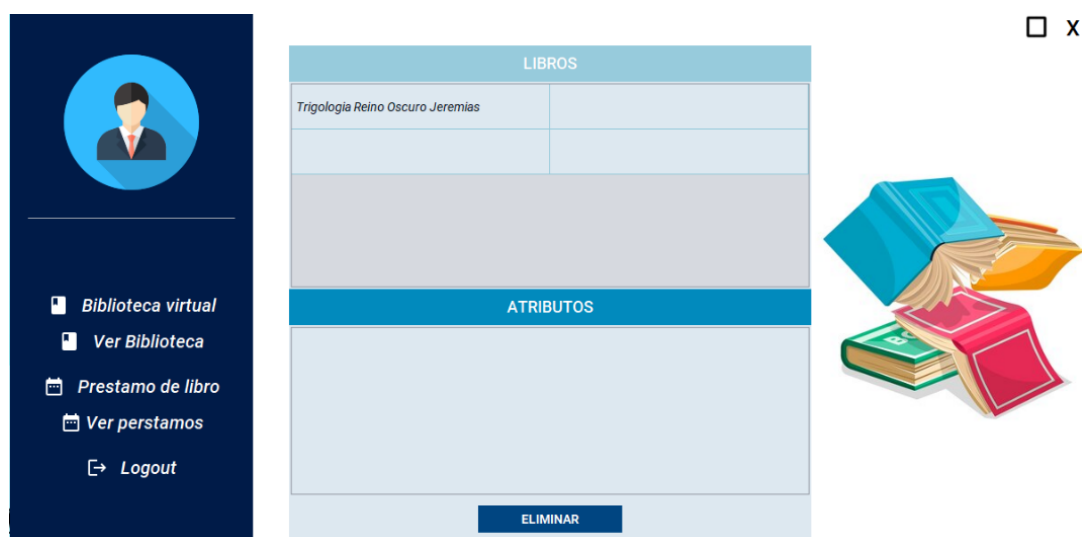 X
LIBROS
Trigologia Reino Oscuro Jeremias
Biblioteca virtual
Ver Biblioteca
Prestamo de libro
Ver perstamos
Logout
ATRIBUTOS
ELIMINAR